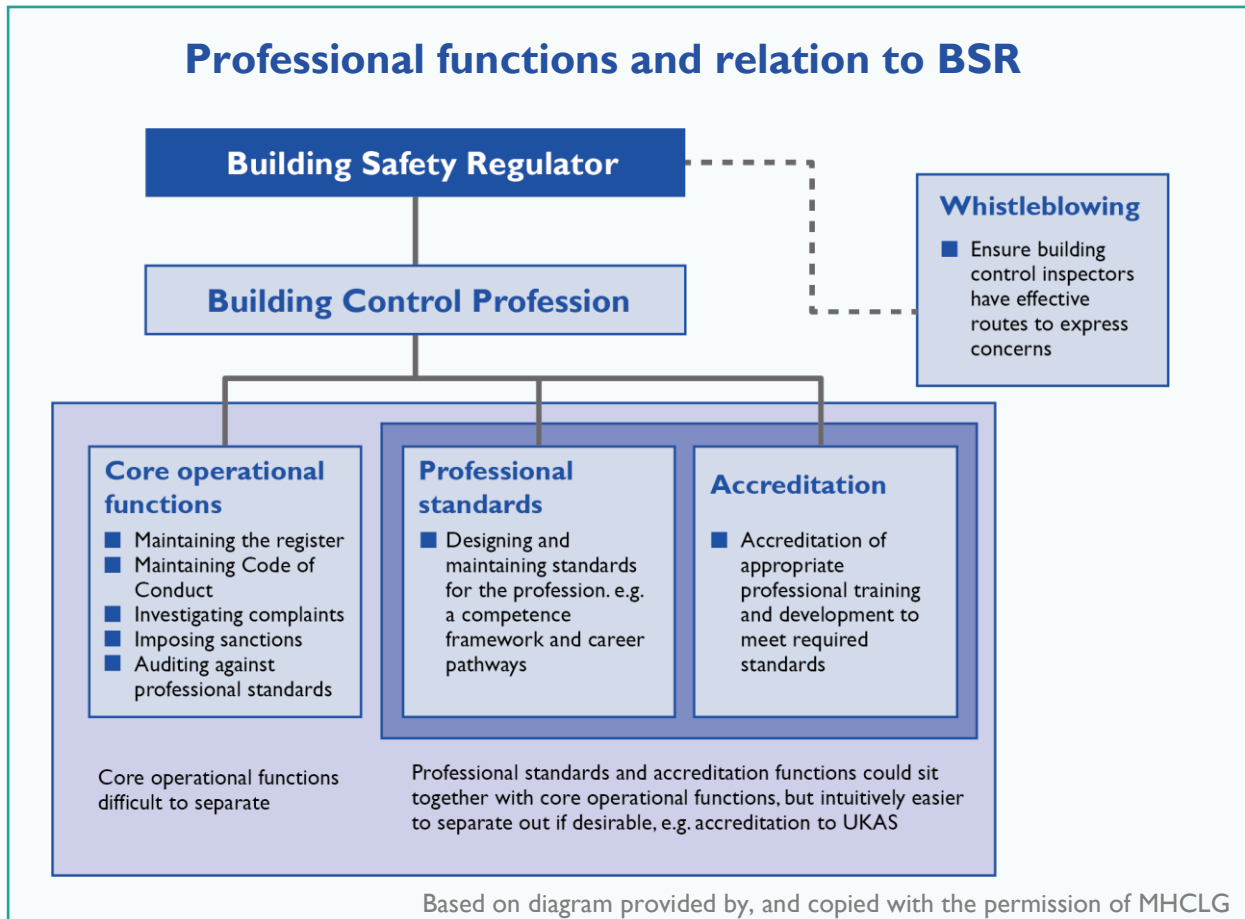 Professional functions and relation to BSR
Building Safety Regulator
Whistleblowing
Ensure building
control inspectors
have effective
routes to express
concerns
Building Control Profession
Core operational
functions
Maintaining the register
Maintaining Code of
Conduct
Investigating complaints
Imposing sanctions
Auditing against
professional standards
Professional
standards
Designing and
maintaining standards
for the profession. e.g.
a competence
framework and career
pathways
Accreditation
Accreditation of
appropriate
professional training
and development to
meet required
standards
Core operational functions
difficult to separate
Professional standards and accreditation functions could sit
together with core operational functions, but intuitively easier
to separate out if desirable, e.g. accreditation to UKAS
Based on diagram provided by, and copied with the permission of MHCLG